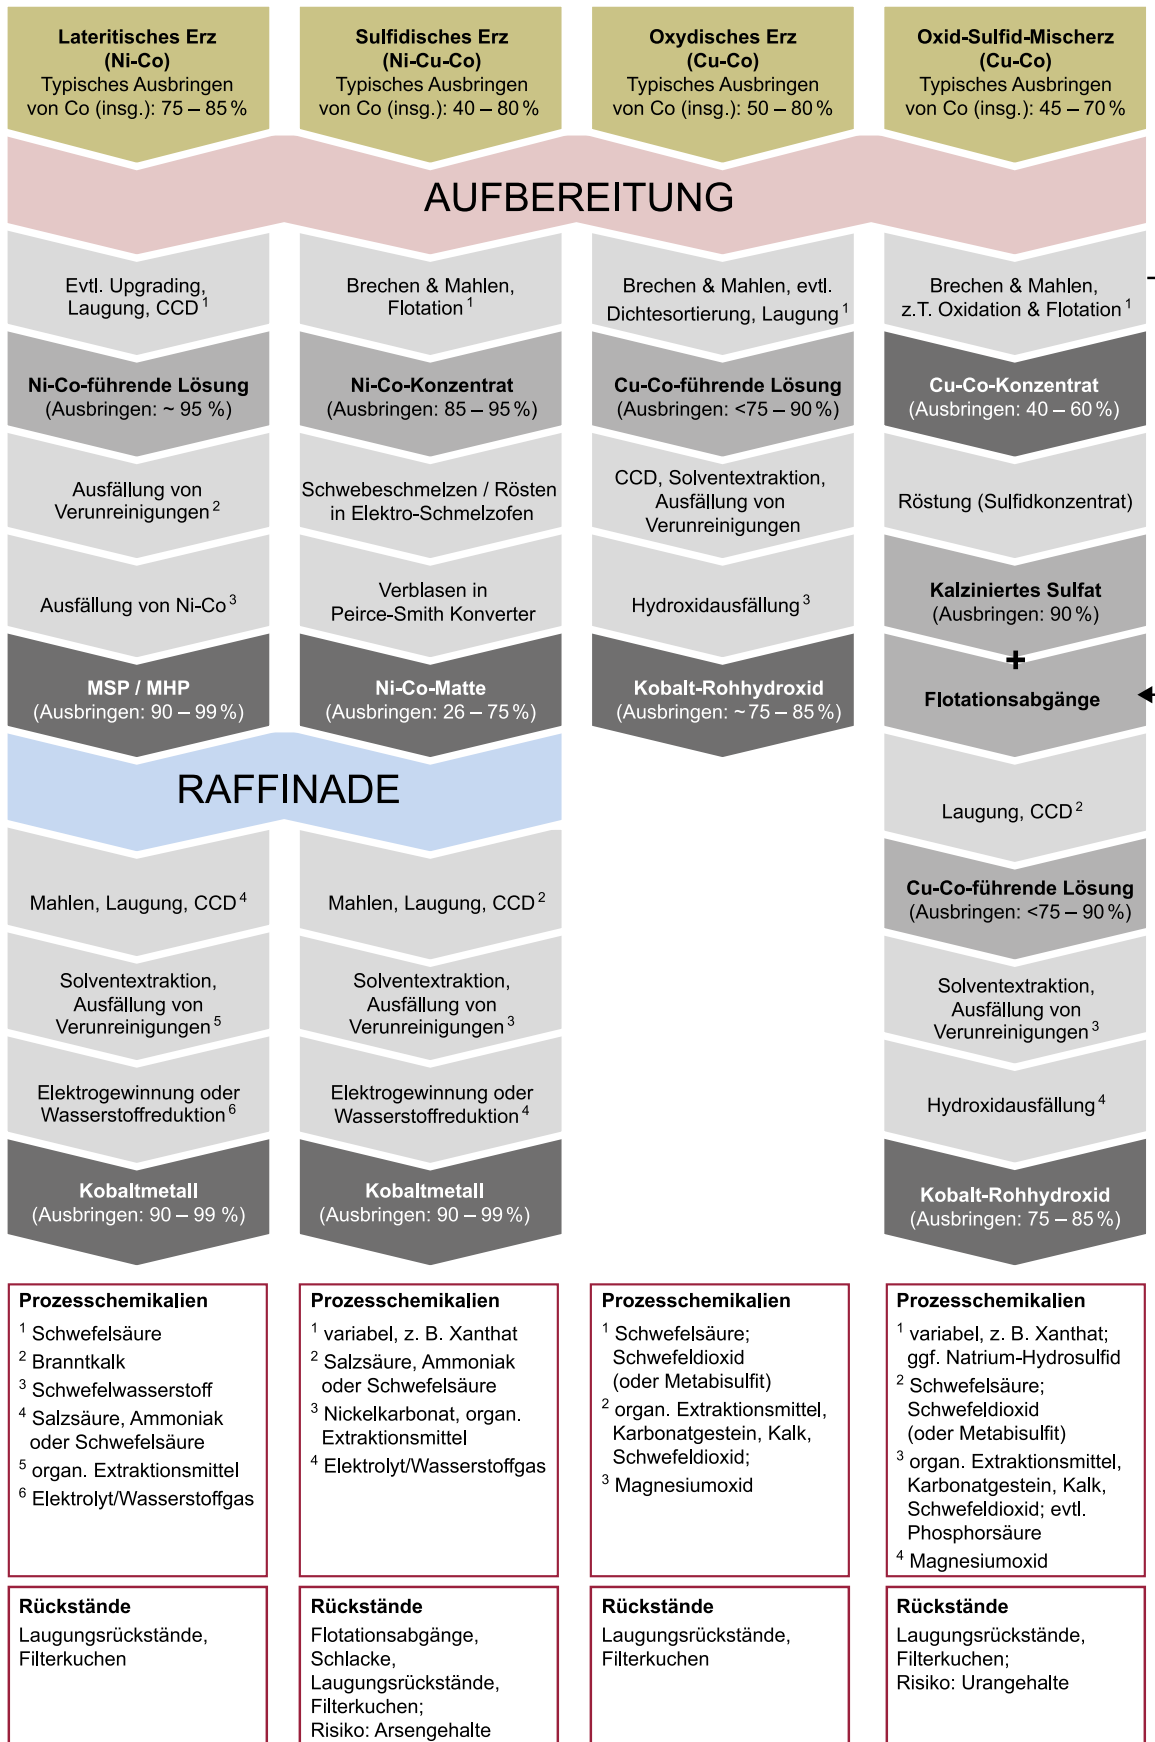 Lateritisches Erz
(Ni-Co)
Typisches Ausbringen
von Co (insg.): 75 – 85 %
Sulfidisches Erz
(Ni-Cu-Co)
Typisches Ausbringen
von Co (insg.): 40 – 80 %
Oxydisches Erz
(Cu-Co)
Typisches Ausbringen
von Co (insg.): 50 – 80 %
Oxid-Sulfid-Mischerz
(Cu-Co)
Typisches Ausbringen
von Co (insg.): 45 – 70 %
AUFBEREITUNG
Evtl. Upgrading,
Laugung, CCD 1
Ni-Co-führende Lösung
(Ausbringen: ~ 95 %)
Ausfällung von
Verunreinigungen 2
Ausfällung von Ni-Co 3
MSP / MHP
(Ausbringen: 90 – 99 %)
Brechen & Mahlen,
Flotation 1
Ni-Co-Konzentrat
(Ausbringen: 85 – 95 %)
Schwebeschmelzen / Rösten
in Elektro-Schmelzofen
Verblasen in
Peirce-Smith Konverter
Ni-Co-Matte
(Ausbringen: 26 – 75 %)
Brechen & Mahlen, evtl.
Dichtesortierung, Laugung 1
Cu-Co-führende Lösung
(Ausbringen: <75 – 90 %)
CCD, Solventextraktion,
Ausfällung von
Verunreinigungen
Hydroxidausfällung 3
Kobalt-Rohhydroxid
(Ausbringen: ~ 75 – 85 %)
Brechen & Mahlen,
z.T. Oxidation & Flotation 1
Cu-Co-Konzentrat
(Ausbringen: 40 – 60 %)
Röstung (Sulfidkonzentrat)
Kalziniertes Sulfat
(Ausbringen: 90 %)
+
Flotationsabgänge
Laugung, CCD 2
Cu-Co-führende Lösung
(Ausbringen: <75 – 90 %)
Solventextraktion,
Ausfällung von
Verunreinigungen 3
Hydroxidausfällung 4
Kobalt-Rohhydroxid
(Ausbringen: 75 – 85 %)
RAFFINADE
Mahlen, Laugung, CCD 4
Solventextraktion,
Ausfällung von
Verunreinigungen 5
Elektrogewinnung oder
Wasserstoffreduktion 6
Kobaltmetall
(Ausbringen: 90 – 99 %)
Mahlen, Laugung, CCD 2
Solventextraktion,
Ausfällung von
Verunreinigungen 3
Elektrogewinnung oder
Wasserstoffreduktion 4
Kobaltmetall
(Ausbringen: 90 – 99 %)
Prozesschemikalien
1 Schwefelsäure
2 Branntkalk
3 Schwefelwasserstoff
4 Salzsäure, Ammoniak
oder Schwefelsäure
5 organ. Extraktionsmittel
6 Elektrolyt/Wasserstoffgas
Prozesschemikalien
1 variabel, z. B. Xanthat
2 Salzsäure, Ammoniak
oder Schwefelsäure
3 Nickelkarbonat, organ.
Extraktionsmittel
4 Elektrolyt/Wasserstoffgas
Prozesschemikalien
1 Schwefelsäure;
Schwefeldioxid
(oder Metabisulfit)
2 organ. Extraktionsmittel,
Karbonatgestein, Kalk,
Schwefeldioxid;
3 Magnesiumoxid
Prozesschemikalien
1 variabel, z. B. Xanthat;
ggf. Natrium-Hydrosulfid
2 Schwefelsäure;
Schwefeldioxid
(oder Metabisulfit)
3 organ. Extraktionsmittel,
Karbonatgestein, Kalk,
Schwefeldioxid; evtl.
Phosphorsäure
4 Magnesiumoxid
Rückstände
Laugungsrückstände,
Filterkuchen
Rückstände
Flotationsabgänge,
Schlacke,
Laugungsrückstände,
Filterkuchen;
Risiko: Arsengehalte
Rückstände
Laugungsrückstände,
Filterkuchen
Rückstände
Laugungsrückstände,
Filterkuchen;
Risiko: Urangehalte